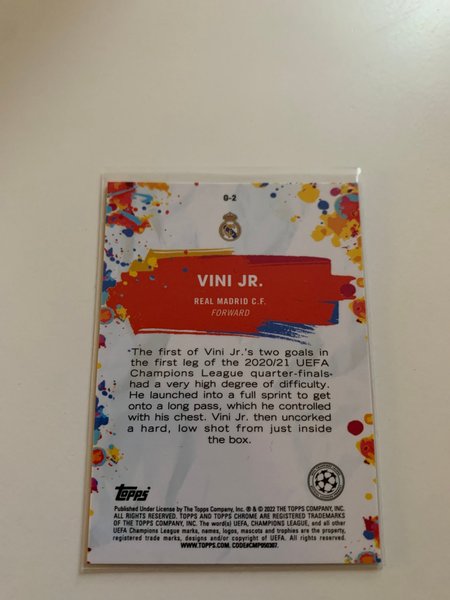 G-2
VINI JR.
REAL MADRID C.F.
FORWARD
"The first of Vini Jr.'s two goals in
the first leg of the 2020/21 UEFA
Champions League quarter-finals
had a very high degree of difficulty.
He launched into a full sprint to get
onto a long pass, which he controlled
with his chest. Vini Jr. then uncorked
a hard, low shot from just inside
the box.
topps
Published Under License by The Topps Company, Inc. ® & © 2022 THE TOPPS COMPANY, INC.
ALL RIGHTS RESERVED. TOPPS AND TOPPS CHROME ARE REGISTERED TRADEMARKS
OF THE TOPPS COMPANY, INC. The word(s) UEFA, CHAMPIONS LEAGUE, and all other
UEFA Champions League marks, names, logos, mascots and trophies are the property,
registered trade marks, designs and/or copyright of UEFA. All rights reserved.
WWW.TOPPS.COM. CODE#CMP050307.